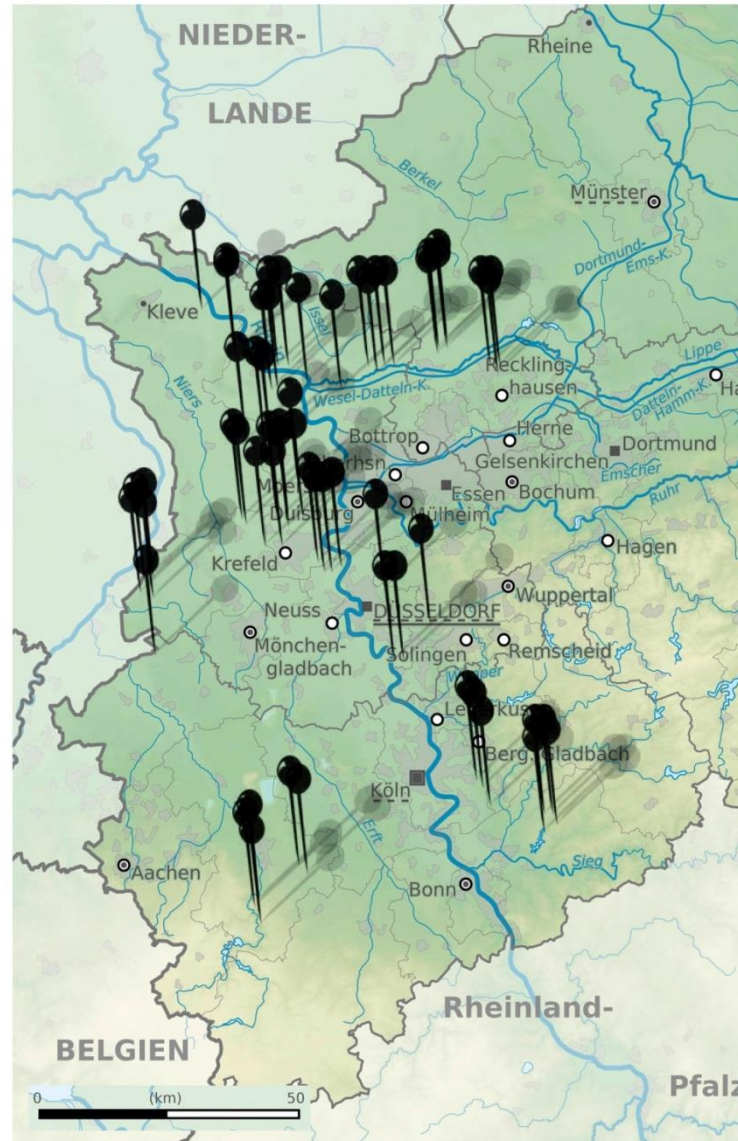 NIEDER-
LANDE
Rheine
Berkel
Münster
Dortmund-
Ems-K.
Kleve
Issel
Niers
Wesel-Datteln-K.
Reckling-
hausen
Lippe
Datteln-
Hamm-K.
Ha
Herne
Bottrop
Dortmund
Gelsenkirchen
Emscher
Essen
Bochum
Duisburg
Mülheim
Ruhr
Krefeld
Hagen
Wuppertal
Neuss
DÜSSELDORF
Mönchen-
gladbach
Solingen
Remscheid
Berg. Gladbach
Köln
Erft
Aachen
Sieg
Bonn
Rheinland-
Pfalz
BELGIEN
0 (km) 50